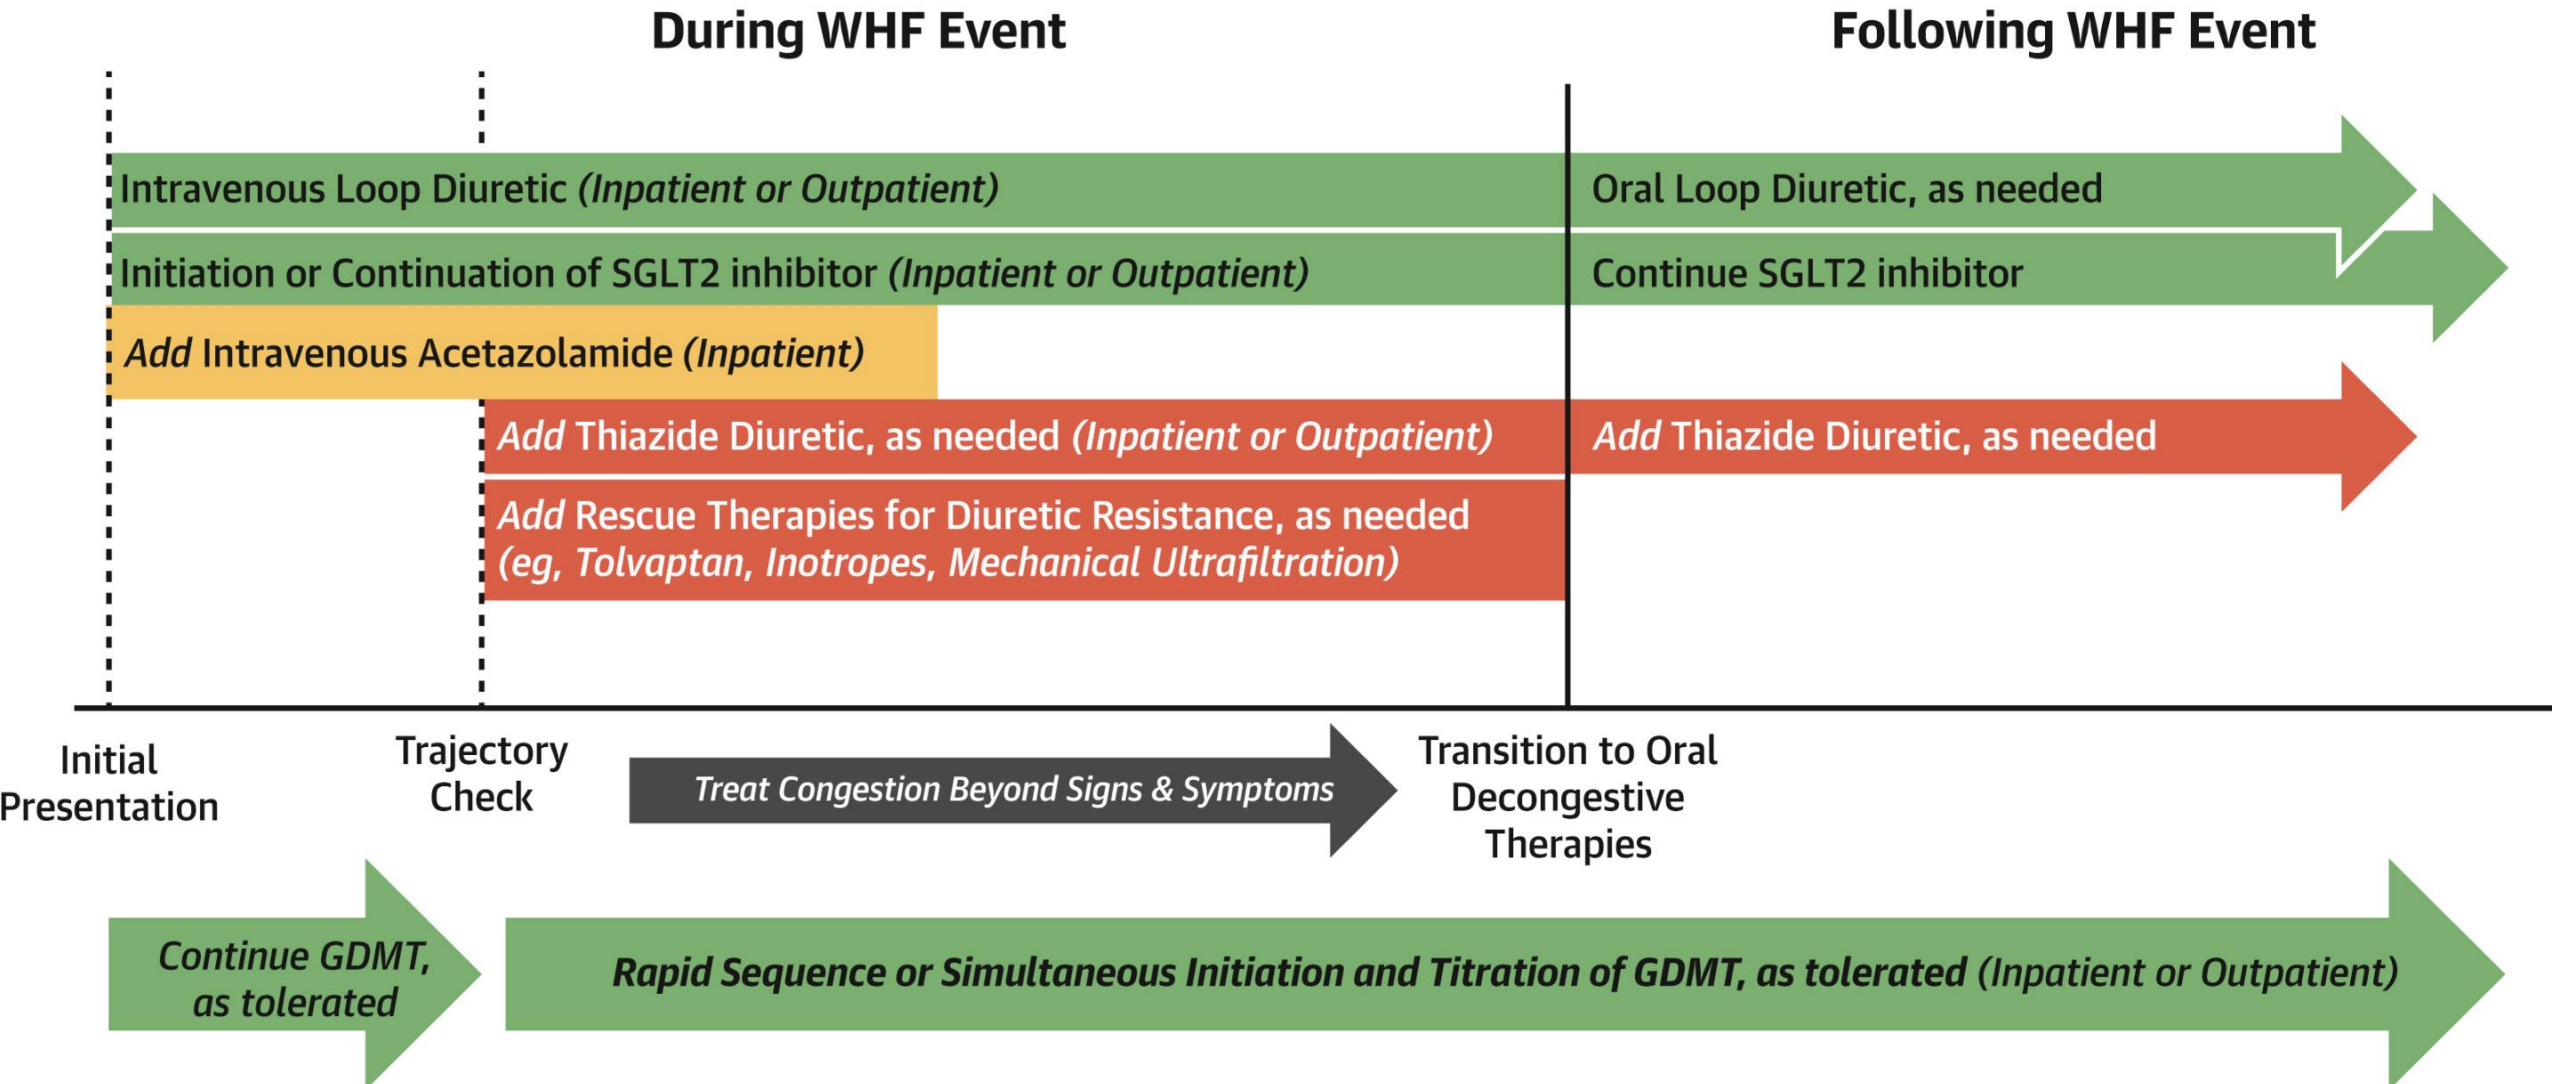 During WHF Event
Following WHF Event
Intravenous Loop Diuretic (Inpatient or Outpatient)
Oral Loop Diuretic, as needed
Initiation or Continuation of SGLT2 inhibitor (Inpatient or Outpatient)
Continue SGLT2 inhibitor
Add Intravenous Acetazolamide (Inpatient)
Add Thiazide Diuretic, as needed (Inpatient or Outpatient)
Add Thiazide Diuretic, as needed
Add Rescue Therapies for Diuretic Resistance, as needed
(eg, Tolvaptan, Inotropes, Mechanical Ultrafiltration)
Initial
Presentation
Trajectory
Check
Treat Congestion Beyond Signs & Symptoms
Transition to Oral
Decongestive
Therapies
Continue GDMT,
as tolerated
Rapid Sequence or Simultaneous Initiation and Titration of GDMT, as tolerated (Inpatient or Outpatient)